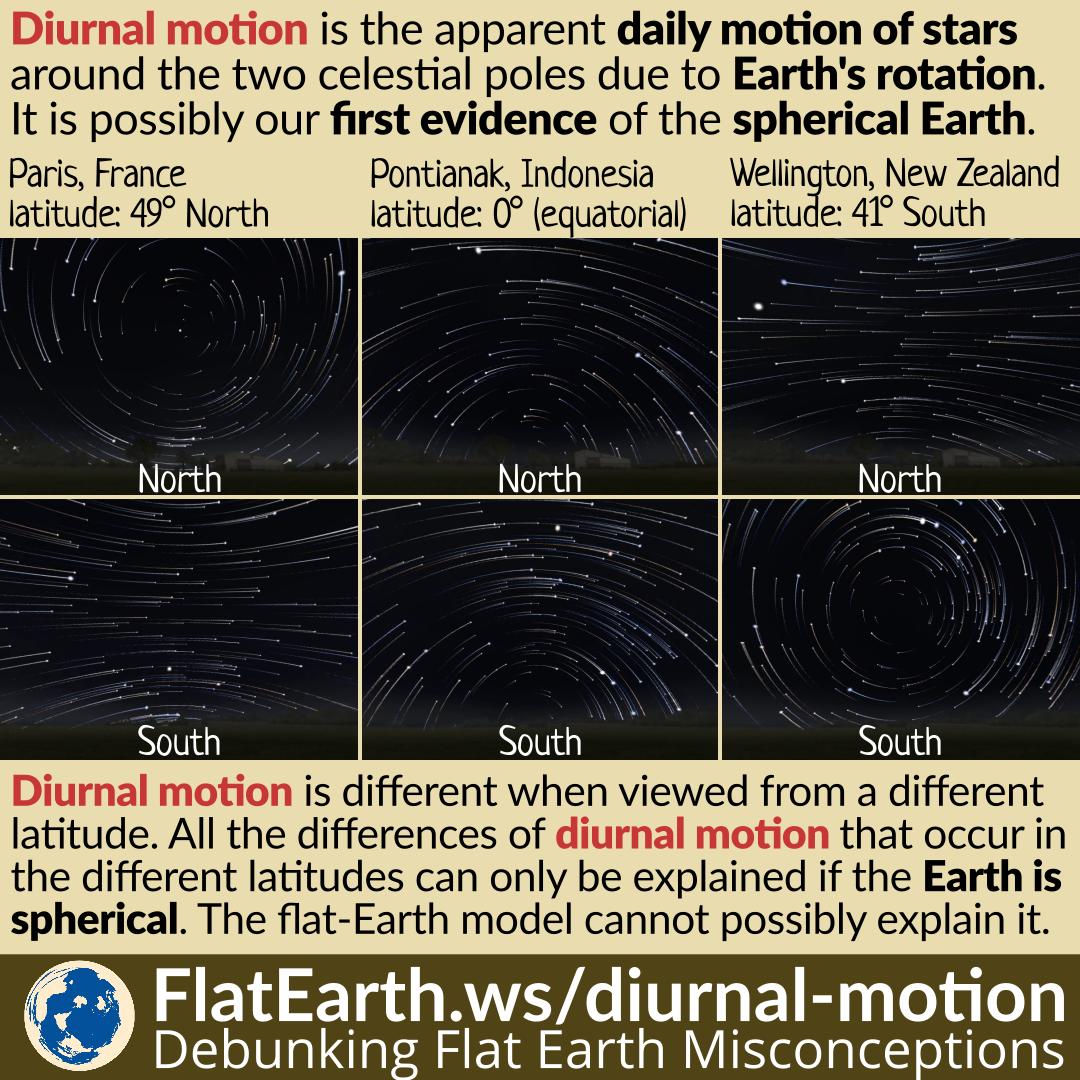 Diurnal motion is the apparent daily motion of stars
around the two celestial poles due to Earth's rotation.
It is possibly our first evidence of the spherical Earth.
Paris, France
latitude: 49° North
Pontianak, Indonesia
latitude: 0° (equatorial)
Wellington, New Zealand
latitude: 41° South
North
North
North
South
South
South
Diurnal motion is different when viewed from a different
latitude. All the differences of diurnal motion that occur in
the different latitudes can only be explained if the Earth is
spherical. The flat-Earth model cannot possibly explain it.
FlatEarth.ws/diurnal-motion
Debunking Flat Earth Misconceptions